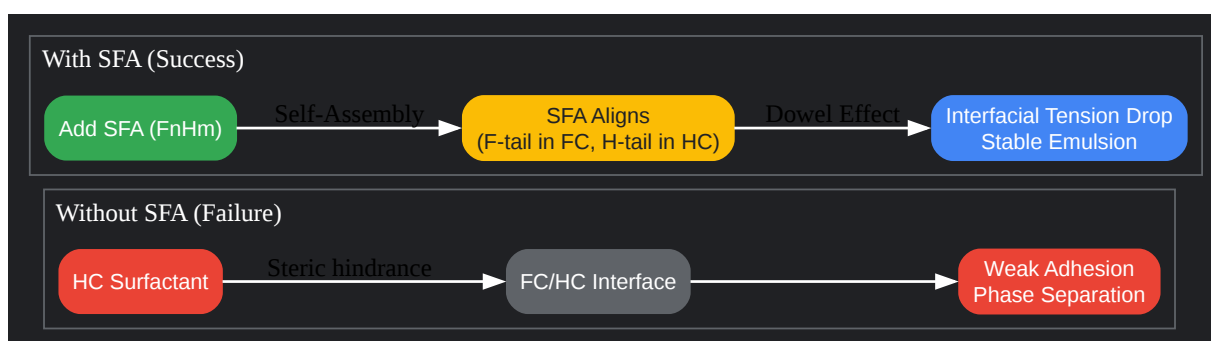 With SFA (Success)
Add SFA (FnHm)
Self-Assembly
SFA Aligns
(F-tail in FC, H-tail in HC)
Dowel Effect
Interfacial Tension Drop
Stable Emulsion
Without SFA (Failure)
HC Surfactant
Steric hindrance
FC/HC Interface
Weak Adhesion
Phase Separation